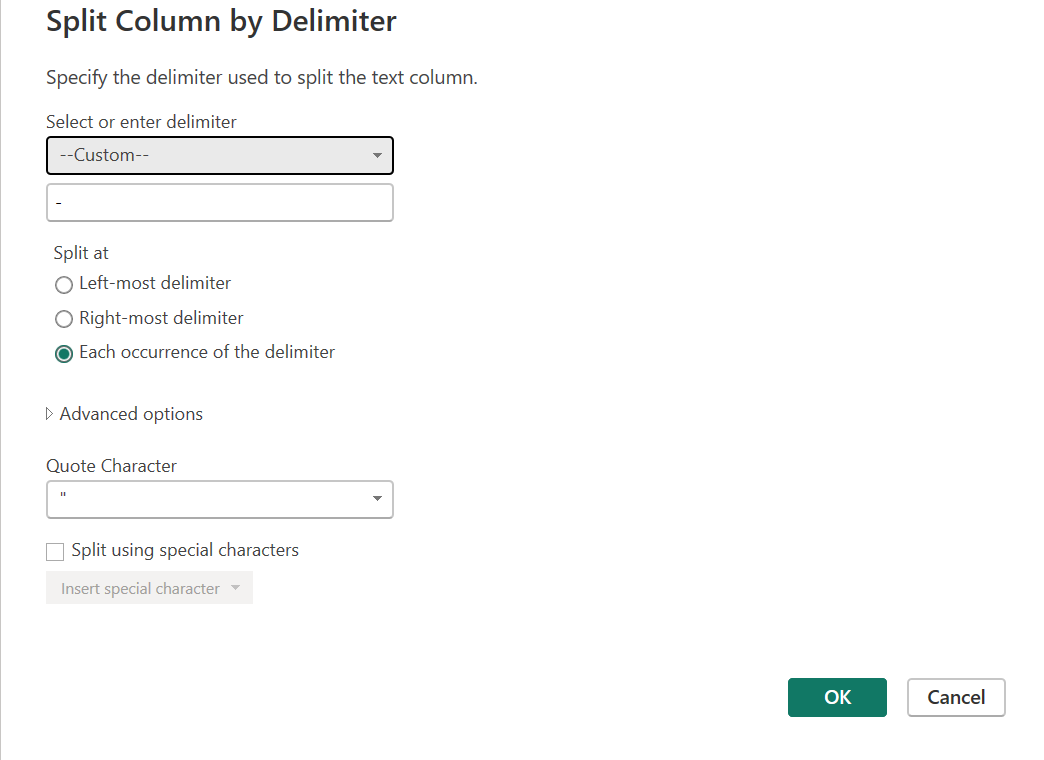 Split Column by Delimiter
Specify the delimiter used to split the text column.
Select or enter delimiter
--Custom--
-
Split at
Left-most delimiter
Right-most delimiter
Each occurrence of the delimiter
Advanced options
Quote Character
"
Split using special characters
Insert special character
OK
Cancel